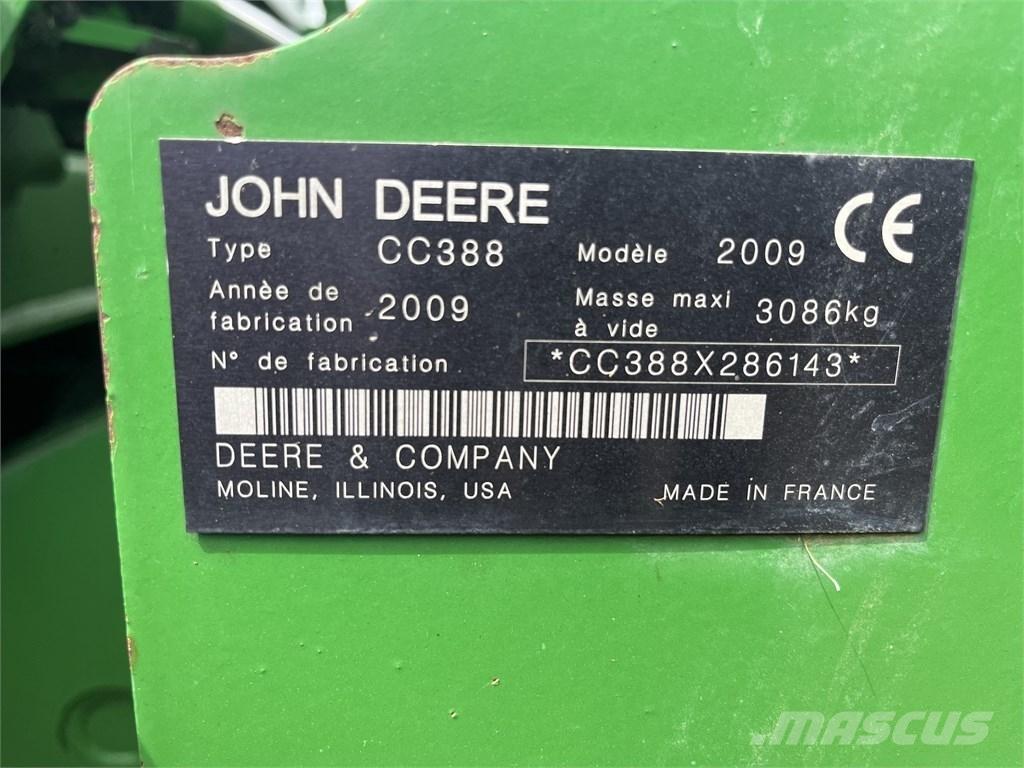 JOHN DEERE
CE
Type CC388 Modèle 2009
Annèe de fabrication 2009 Masse maxi à vide 3086kg
N° de fabrication *CC388X286143*
DEERE & COMPANY
MOLINE, ILLINOIS, USA MADE IN FRANCE
MASCUS